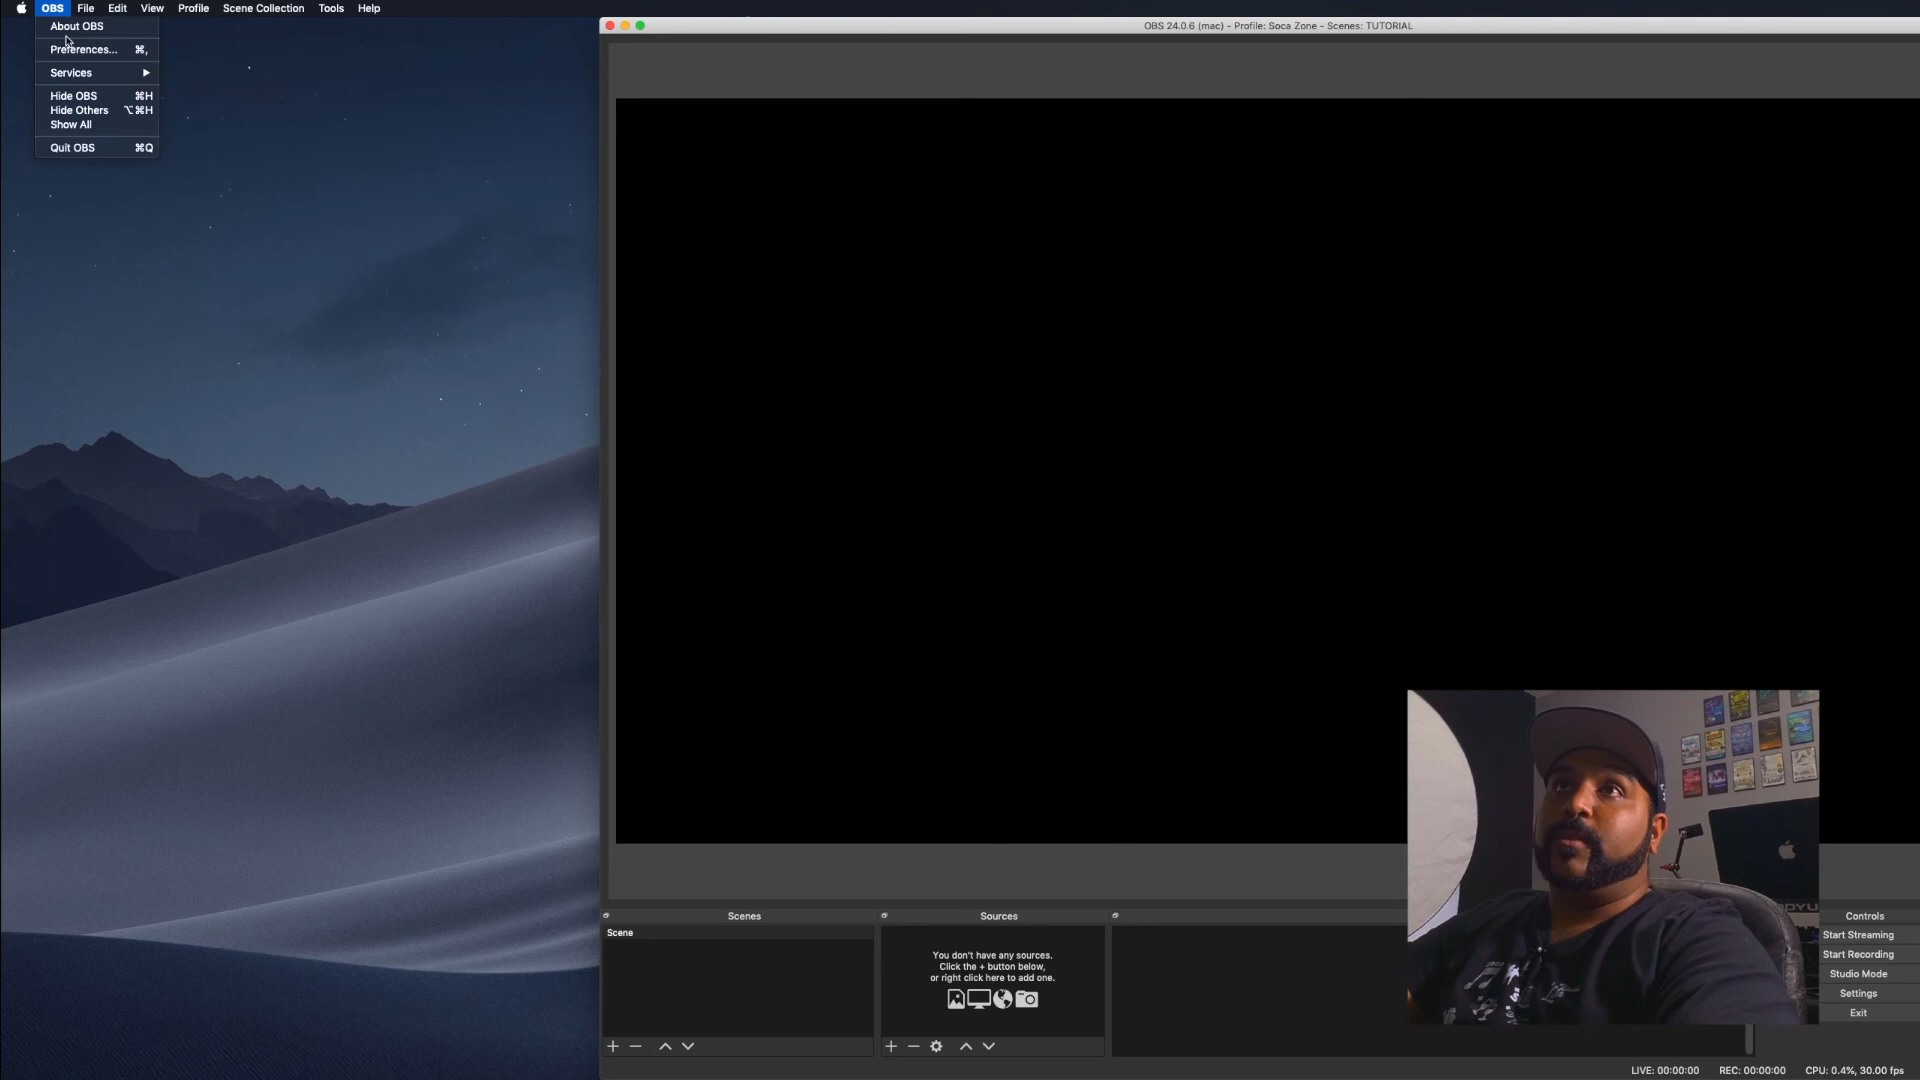 OBS File Edit View Profile Scene Collection Tools Help
About OBS
Preferences... ⌘,
Services
Hide OBS ⌘H
Hide Others ⌥⌘H
Show All
Quit OBS ⌘Q
OBS 24.0.6 (mac) - Profile: Soca Zone - Scenes: TUTORIAL
Scenes
Scene
Sources
You don't have any sources.
Click the + button below,
or right click here to add one.
Controls
Start Streaming
Start Recording
Studio Mode
Settings
Exit
LIVE: 00:00:00 REC: 00:00:00 CPU: 0.4%, 30.00 fps